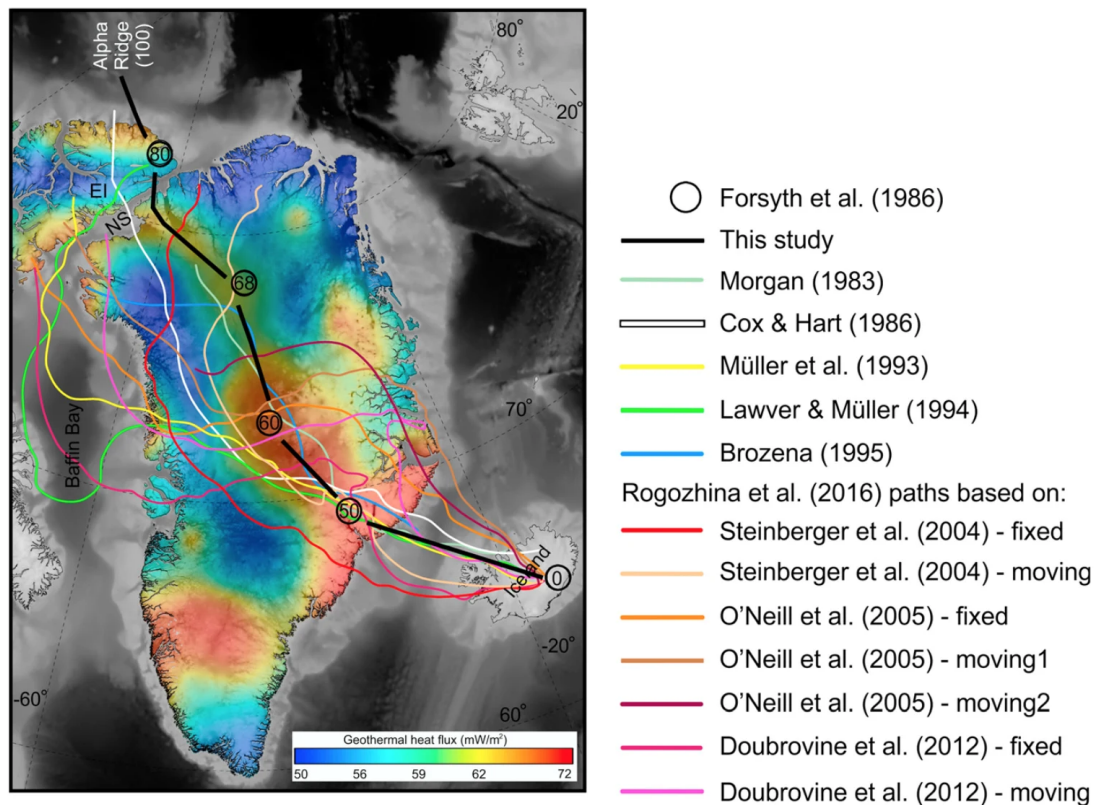 Alpha
Ridge
(100)
80°
20°
80
EI
NS
68
70°
60
Baffin Bay
50
Iceland
0
-20°
-60°
60°
Geothermal heat flux (mW/m²)
50 56 59 62 72
Forsyth et al. (1986)
This study
Morgan (1983)
Cox & Hart (1986)
Müller et al. (1993)
Lawver & Müller (1994)
Brozena (1995)
Rogozhina et al. (2016) paths based on:
Steinberger et al. (2004) - fixed
Steinberger et al. (2004) - moving
O’Neill et al. (2005) - fixed
O’Neill et al. (2005) - moving1
O’Neill et al. (2005) - moving2
Doubrovine et al. (2012) - fixed
Doubrovine et al. (2012) - moving